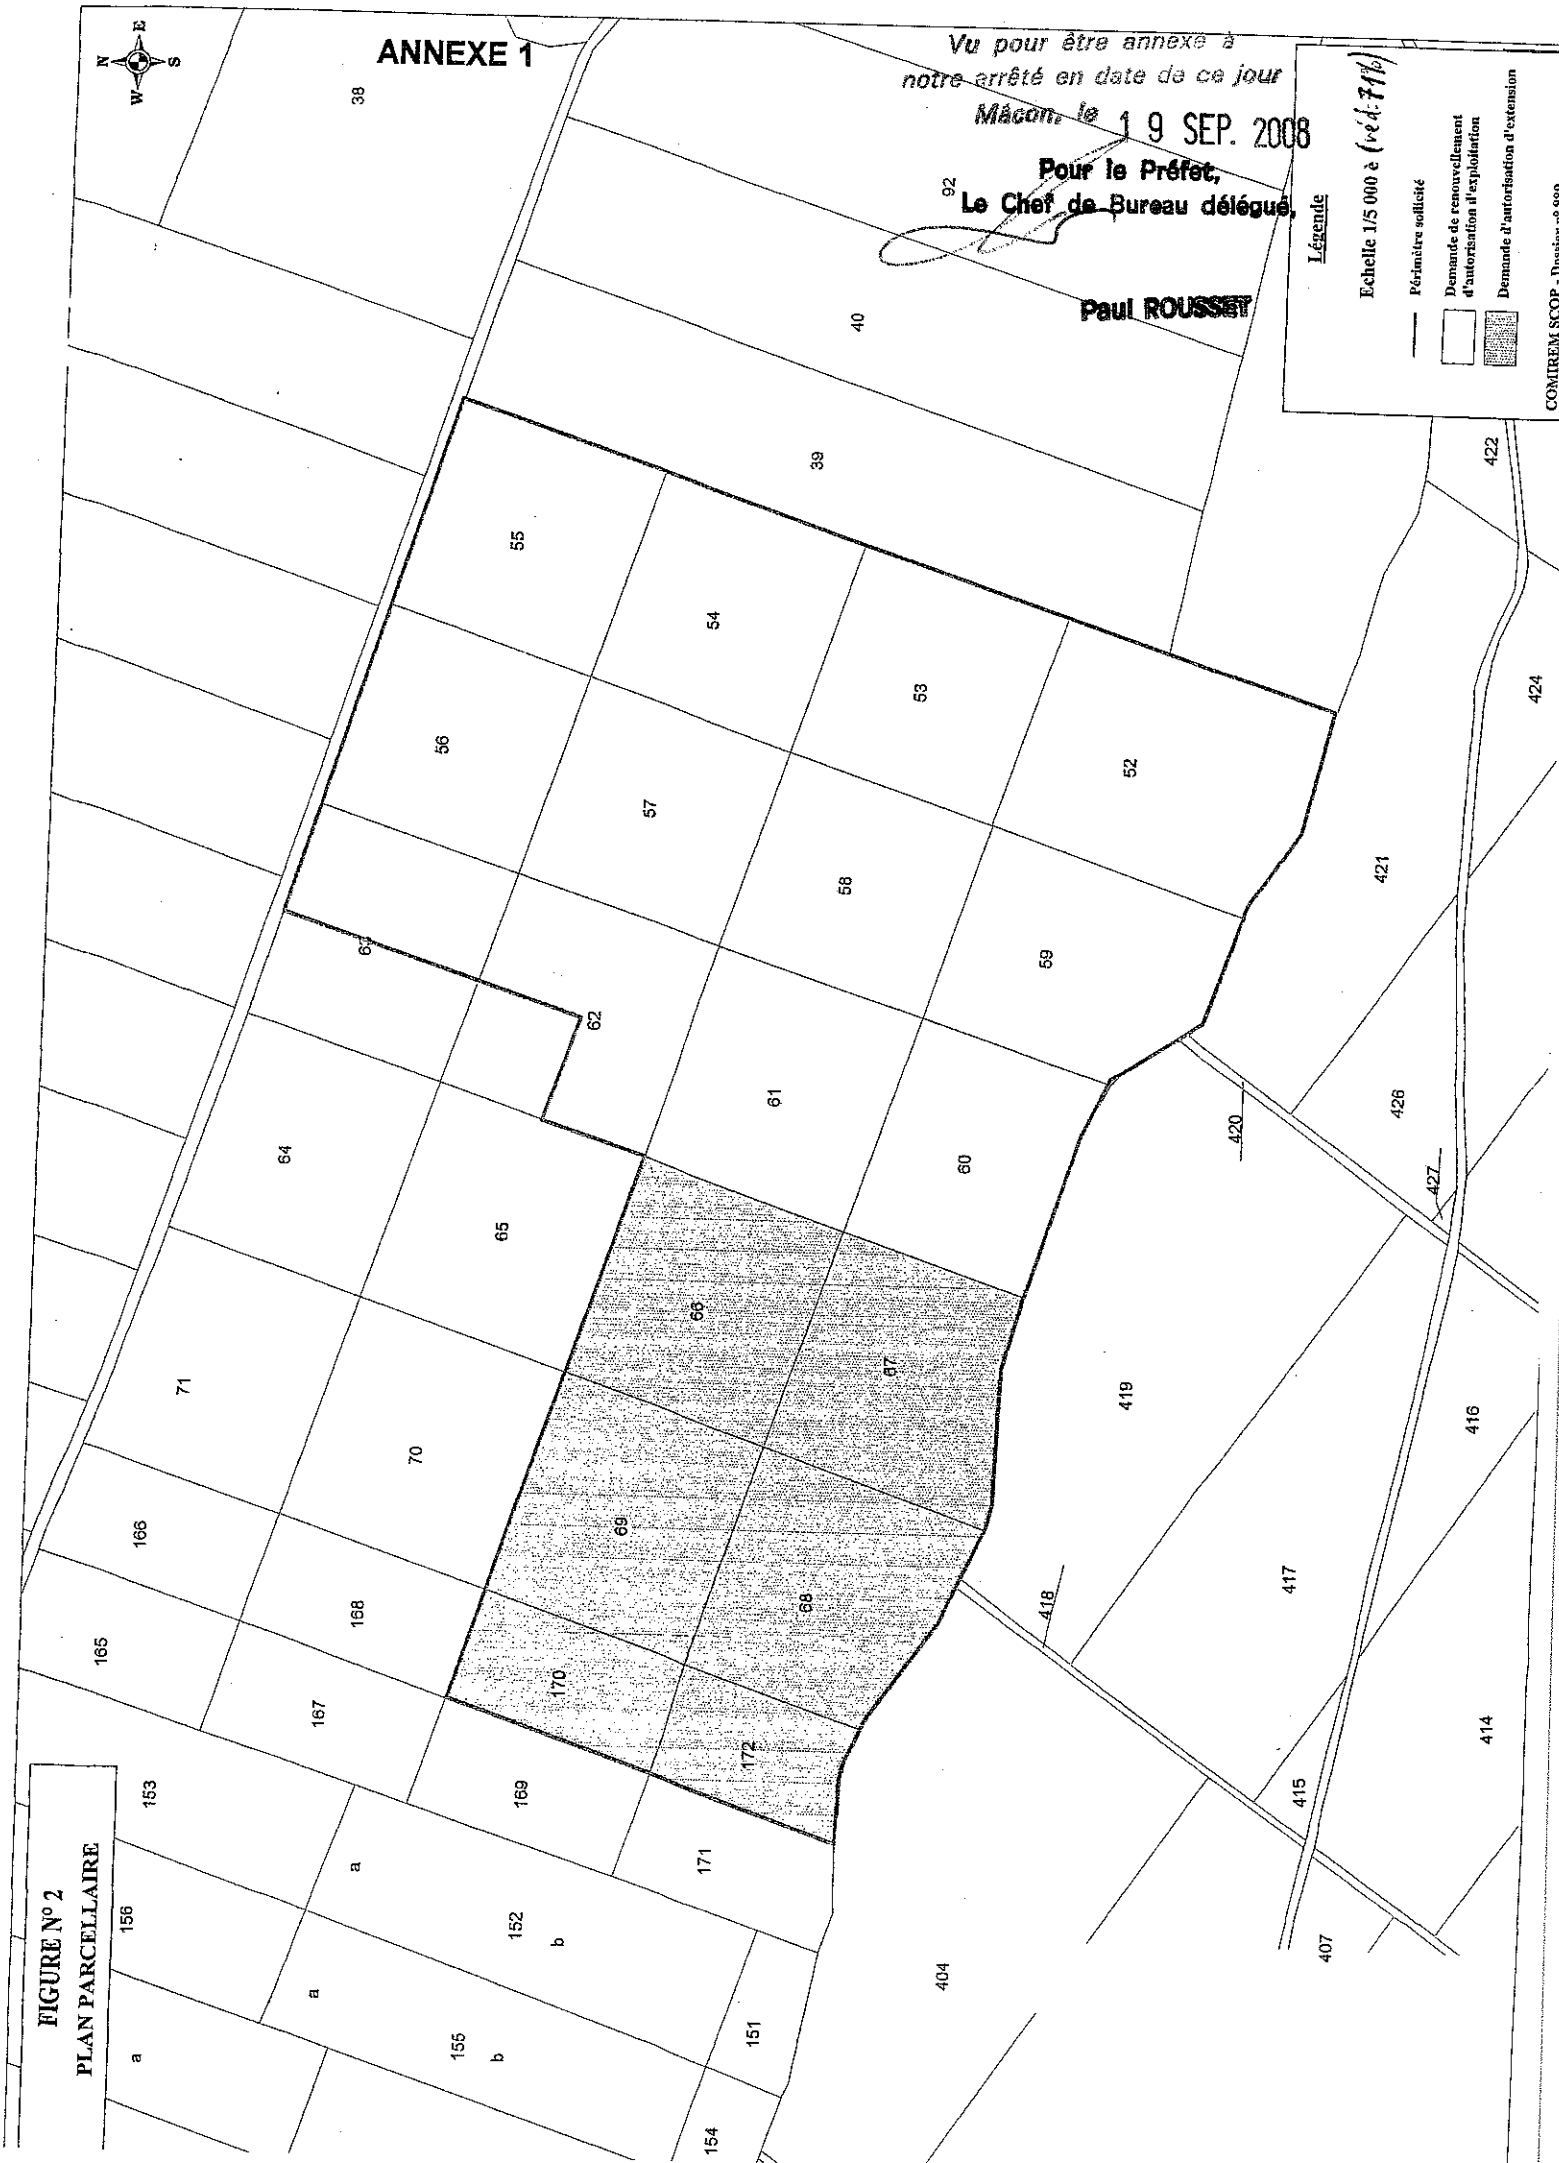 ANNEXE 1
N
E
S
W
Vu pour être annexé à
notre arrêté en date de ce jour
Mâcon, le 19 SEP. 2008
Pour le Préfet,
Le Chef de Bureau délégué,
Paul ROUSSET
Légende
Echelle 1/5 000 è
Périmètre sollicité
Demande de renouvellement
d'autorisation d'exploitation
Demande d'autorisation d'extension
COMIREM SCOP - Dossier n°
FIGURE N° 2
PLAN PARCELLAIRE
38
92
40
39
55
54
53
52
56
57
58
59
63
62
61
60
64
65
66
67
71
70
69
68
166
168
170
172
165
167
169
171
153
a
152
b
151
156
a
155
b
154
a
422
424
421
420
426
427
419
416
418
417
415
414
404
407